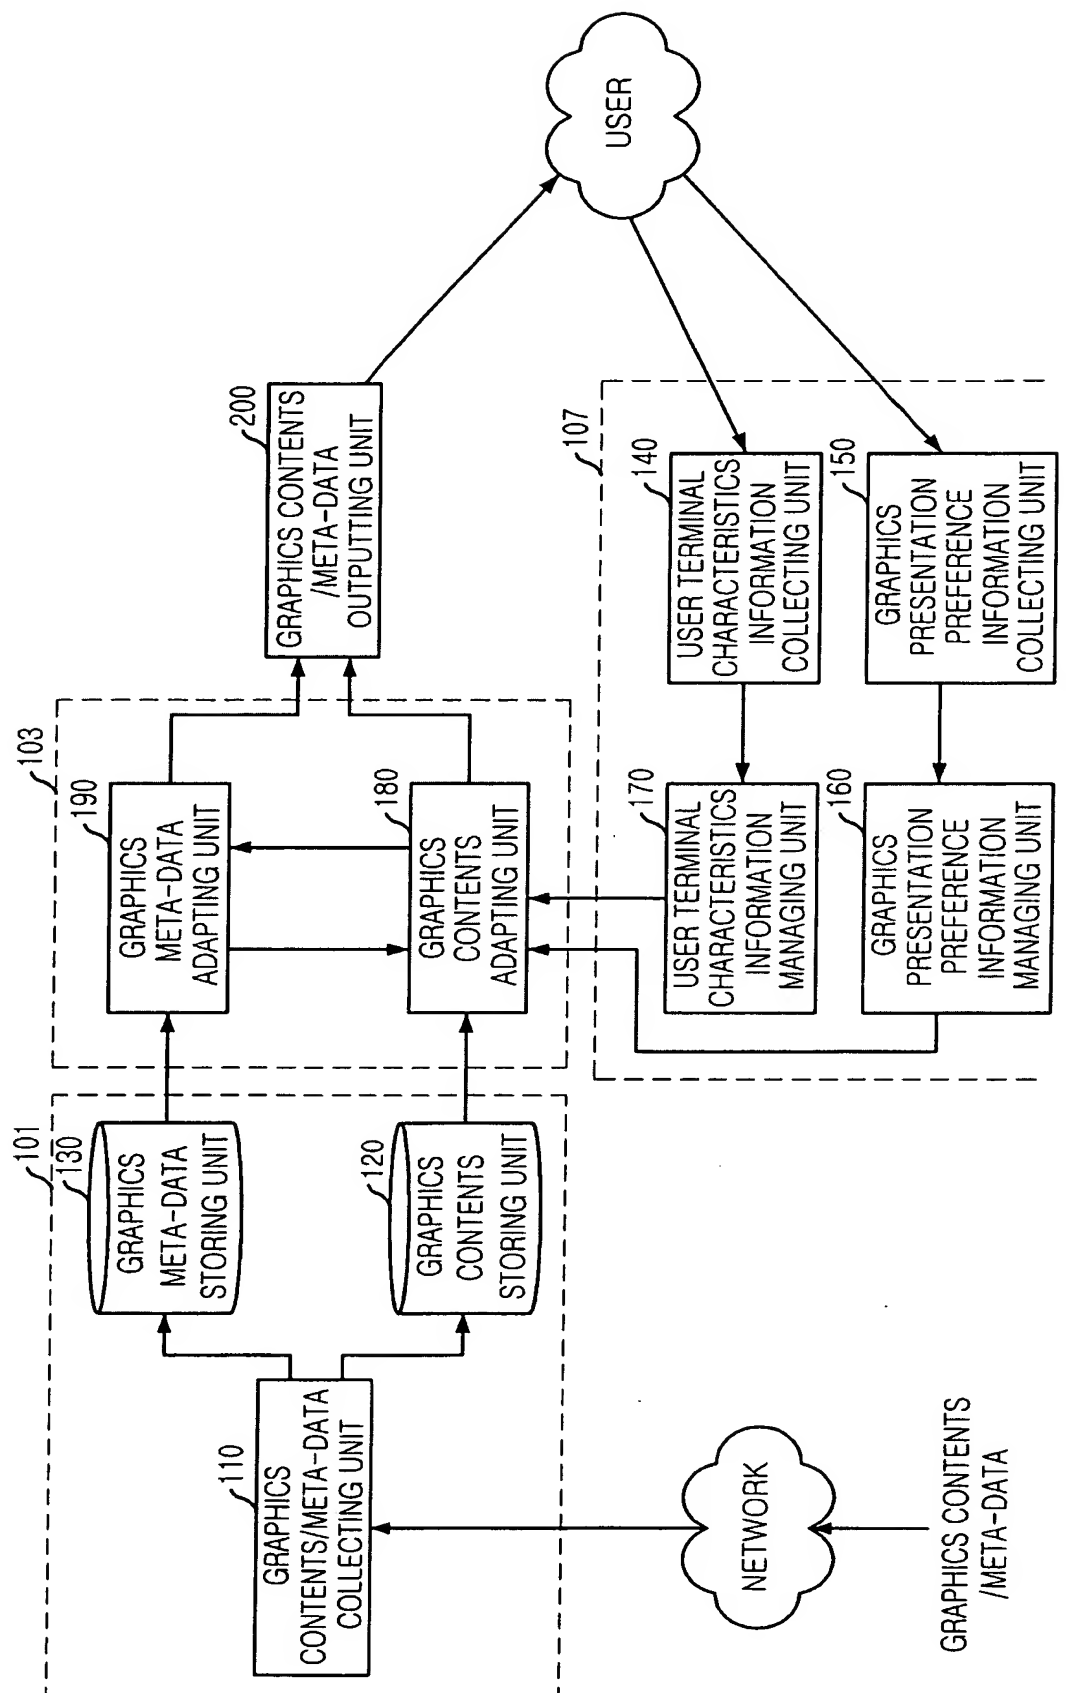 101
110
GRAPHICS
CONTENTS/META-DATA
COLLECTING UNIT
130
GRAPHICS
META-DATA
STORING UNIT
120
GRAPHICS
CONTENTS
STORING UNIT
103
190
GRAPHICS
META-DATA
ADAPTING UNIT
180
GRAPHICS
CONTENTS
ADAPTING UNIT
200
GRAPHICS CONTENTS
/META-DATA
OUTPUTTING UNIT
USER
107
170
USER TERMINAL
CHARACTERISTICS
INFORMATION
MANAGING UNIT
140
USER TERMINAL
CHARACTERISTICS
INFORMATION
COLLECTING UNIT
160
GRAPHICS
PRESENTATION
PREFERENCE
INFORMATION
MANAGING UNIT
150
GRAPHICS
PRESENTATION
PREFERENCE
INFORMATION
COLLECTING UNIT
NETWORK
GRAPHICS CONTENTS
/META-DATA